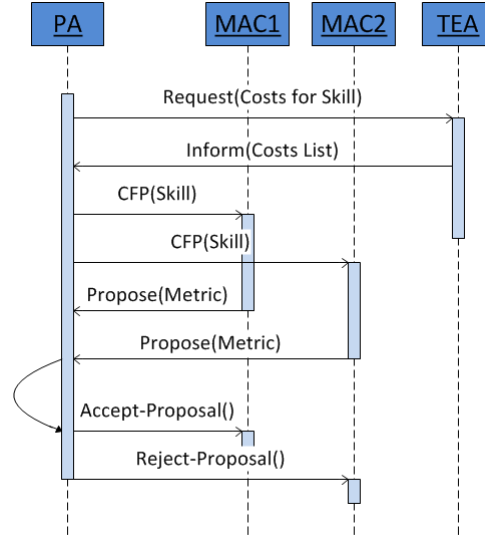 PA
MAC1
MAC2
TEA
Request(Costs for Skill)
Inform(Costs List)
CFP(Skill)
CFP(Skill)
Propose(Metric)
Propose(Metric)
Accept-Proposal()
Reject-Proposal()